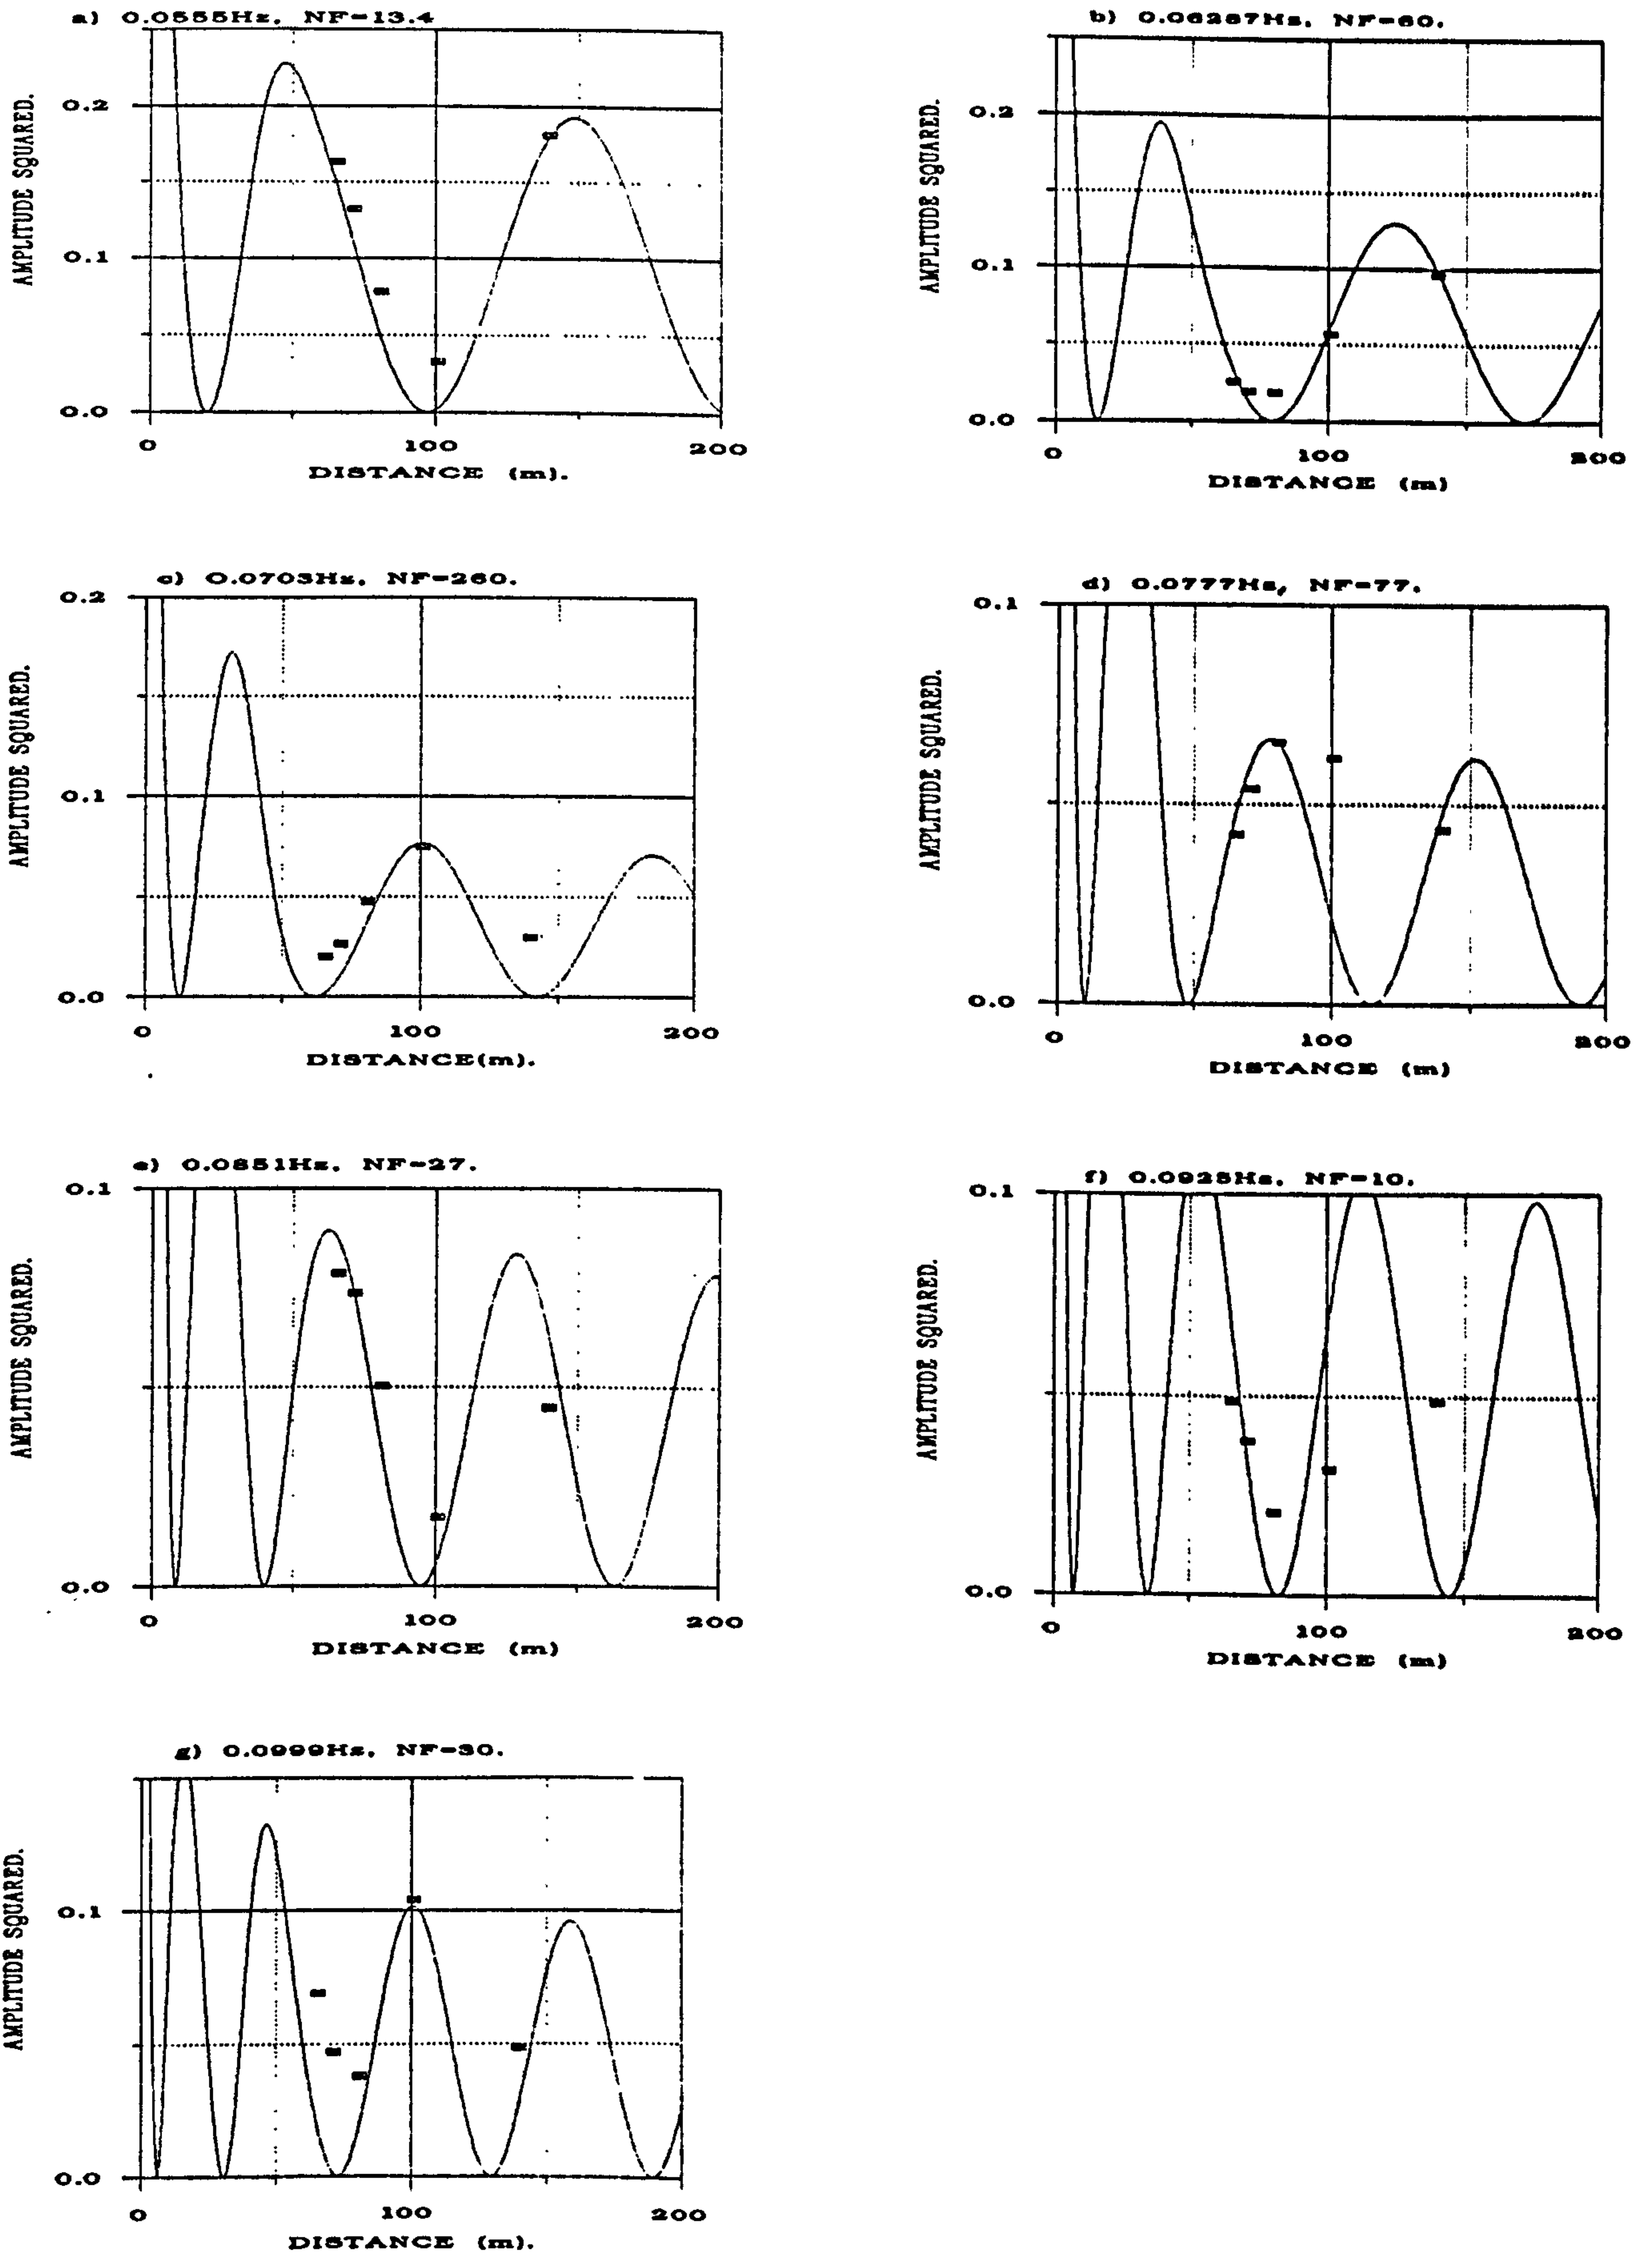 a) 0.0555Hz, NF=13.4
AMPLITUDE SQUARED.
0.2
0.1
0.0
0
100
200
DISTANCE (m).
b) 0.06287Hz, NF=60.
AMPLITUDE SQUARED.
0.2
0.1
0.0
0
100
200
DISTANCE (m)
c) 0.0703Hz, NF=260.
AMPLITUDE SQUARED.
0.2
0.1
0.0
0
100
200
DISTANCE(m).
d) 0.0777Hz, NF=77.
AMPLITUDE SQUARED.
0.1
0.0
0
100
200
DISTANCE (m)
e) 0.0851Hz, NF=27.
AMPLITUDE SQUARED.
0.1
0.0
0
100
200
DISTANCE (m)
f) 0.0925Hz, NF=10.
AMPLITUDE SQUARED.
0.1
0.0
0
100
200
DISTANCE (m)
g) 0.0999Hz, NF=30.
AMPLITUDE SQUARED.
0.1
0.0
0
100
200
DISTANCE (m).